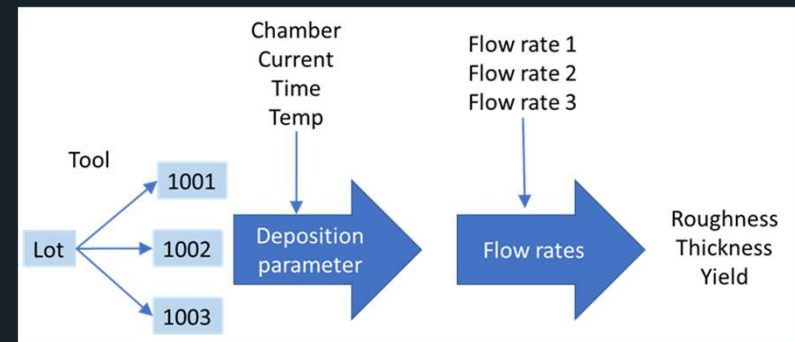 Tool
Lot
1001
1002
1003
Chamber
Current
Time
Temp
Deposition
parameter
Flow rate 1
Flow rate 2
Flow rate 3
Flow rates
Roughness
Thickness
Yield